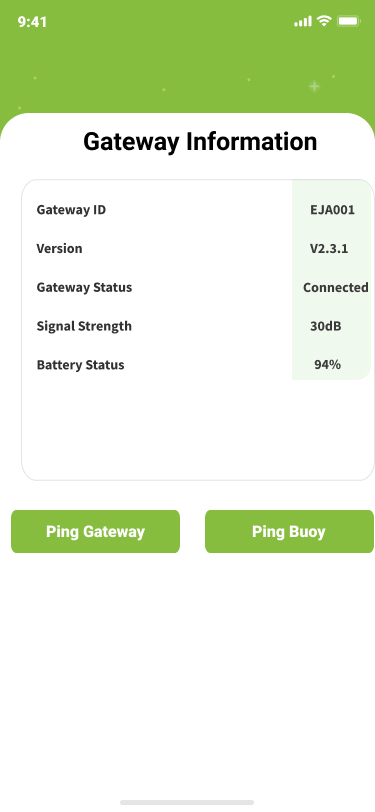 9:41
Gateway Information
Gateway ID EJA001
Version V2.3.1
Gateway Status Connected
Signal Strength 30dB
Battery Status 94%
Ping Gateway Ping Buoy